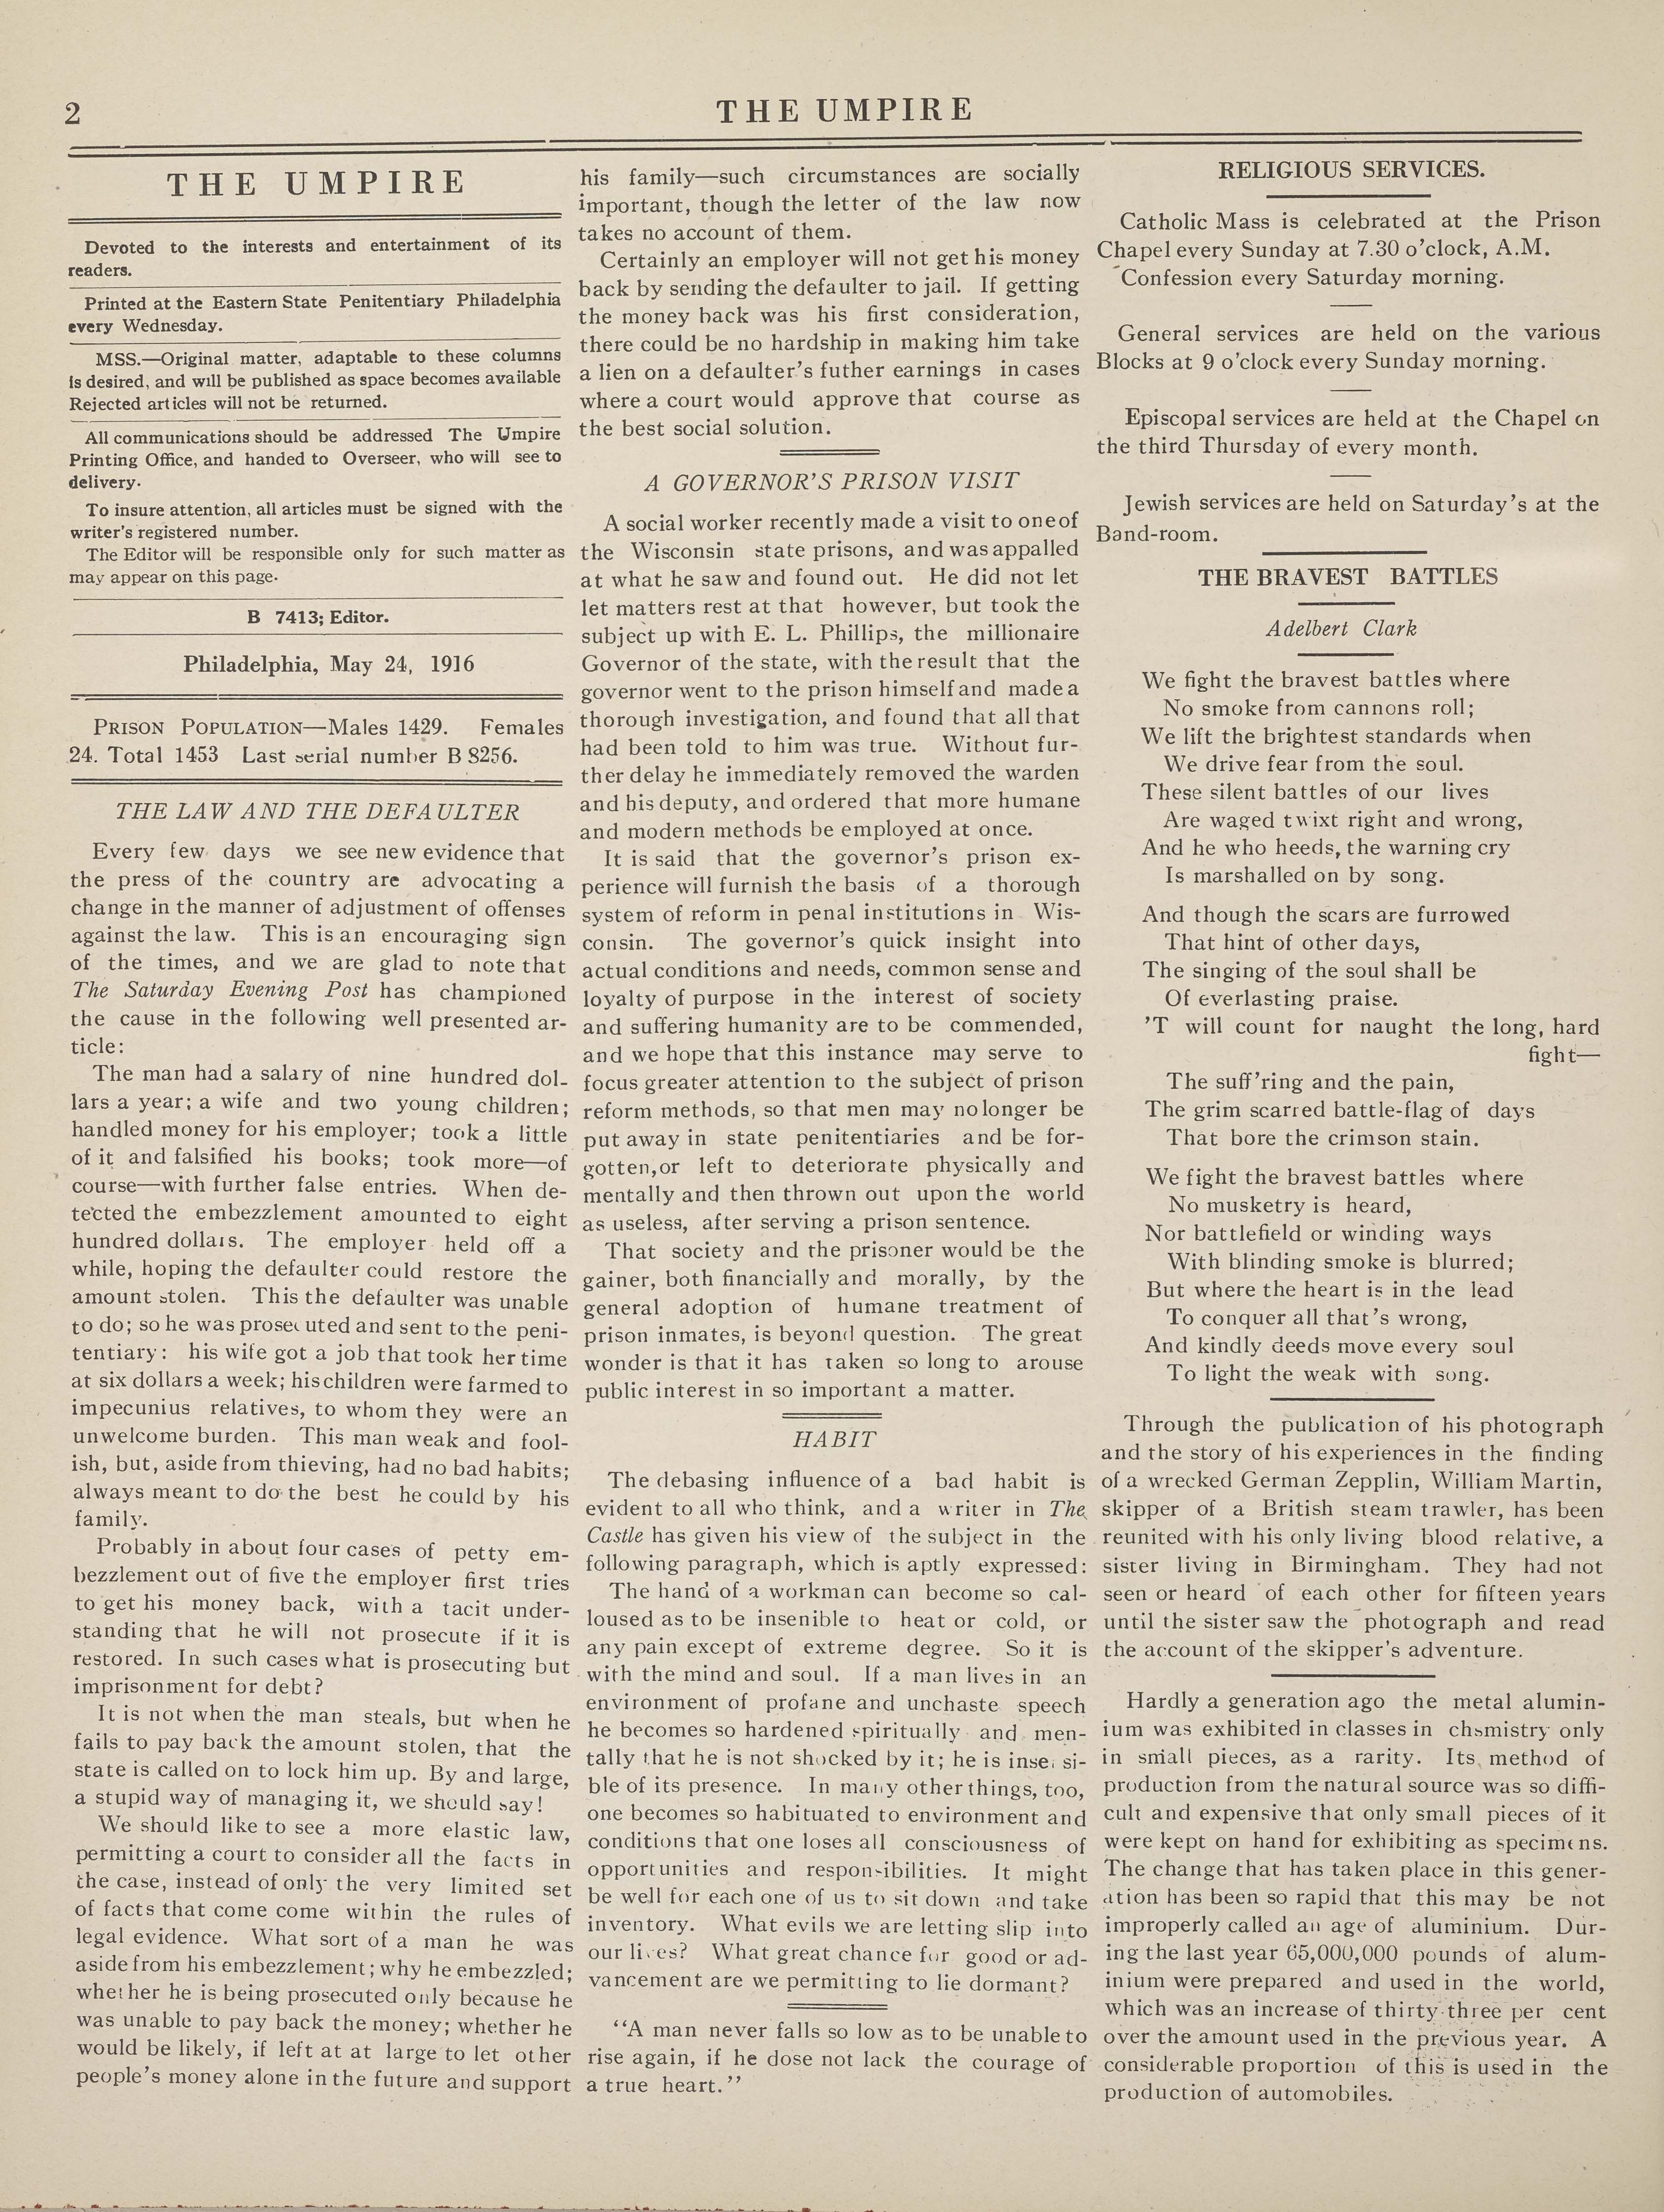 2
THE UMPIRE
THE UMPIRE
Devoted to the interests and entertainment of its
readers.
Printed at the Eastern State Penitentiary Philadelphia
every Wednesday.
MSS.—Original matter, adaptable to these columns
is desired, and will be published as space becomes available
Rejected articles will not be returned.
All communications should be addressed The Umpire
Printing Office, and handed to Overseer, who will see to
delivery.
To insure attention, all articles must be signed with the
writer's registered number.
The Editor will be responsible only for such matter as
may appear on this page.
B 7413; Editor.
Philadelphia, May 24, 1916
PRISON POPULATION—Males 1429. Females
24. Total 1453 Last serial number B 8256.
THE LAW AND THE DEFAULTER
Every few days we see new evidence that
the press of the country are advocating a
change in the manner of adjustment of offenses
against the law. This is an encouraging sign
of the times, and we are glad to note that
The Saturday Evening Post has championed
the cause in the following well presented ar-
ticle:
The man had a salary of nine hundred dol-
lars a year; a wife and two young children;
handled money for his employer; took a little
of it and falsified his books; took more—of
course—with further false entries. When de-
tected the embezzlement amounted to eight
hundred dollars. The employer held off a
while, hoping the defaulter could restore the
amount stolen. This the defaulter was unable
to do; so he was prosecuted and sent to the peni-
tentiary: his wife got a job that took her time
at six dollars a week; his children were farmed to
impecunius relatives, to whom they were an
unwelcome burden. This man weak and fool-
ish, but, aside from thieving, had no bad habits;
always meant to do the best he could by his
family.
Probably in about four cases of petty em-
bezzlement out of five the employer first tries
to get his money back, with a tacit under-
standing that he will not prosecute if it is
restored. In such cases what is prosecuting but
imprisonment for debt?
It is not when the man steals, but when he
fails to pay back the amount stolen, that the
state is called on to lock him up. By and large,
a stupid way of managing it, we should say!
We should like to see a more elastic law,
permitting a court to consider all the facts in
the case, instead of only the very limited set
of facts that come come within the rules of
legal evidence. What sort of a man he was
aside from his embezzlement; why he embezzled;
whether he is being prosecuted only because he
was unable to pay back the money; whether he
would be likely, if left at at large to let other
people's money alone in the future and support
his family—such circumstances are socially
important, though the letter of the law now
takes no account of them.
Certainly an employer will not get his money
back by sending the defaulter to jail. If getting
the money back was his first consideration,
there could be no hardship in making him take
a lien on a defaulter's futher earnings in cases
where a court would approve that course as
the best social solution.
A GOVERNOR'S PRISON VISIT
A social worker recently made a visit to one of
the Wisconsin state prisons, and was appalled
at what he saw and found out. He did not let
let matters rest at that however, but took the
subject up with E. L. Phillips, the millionaire
Governor of the state, with the result that the
governor went to the prison himself and made a
thorough investigation, and found that all that
had been told to him was true. Without fur-
ther delay he immediately removed the warden
and his deputy, and ordered that more humane
and modern methods be employed at once.
It is said that the governor's prison ex-
perience will furnish the basis of a thorough
system of reform in penal institutions in Wis-
consin. The governor's quick insight into
actual conditions and needs, common sense and
loyalty of purpose in the interest of society
and suffering humanity are to be commended,
and we hope that this instance may serve to
focus greater attention to the subject of prison
reform methods, so that men may no longer be
put away in state penitentiaries and be for-
gotten, or left to deteriorate physically and
mentally and then thrown out upon the world
as useless, after serving a prison sentence.
That society and the prisoner would be the
gainer, both financially and morally, by the
general adoption of humane treatment of
prison inmates, is beyond question. The great
wonder is that it has taken so long to arouse
public interest in so important a matter.
HABIT
The debasing influence of a bad habit is
evident to all who think, and a writer in The
Castle has given his view of the subject in the
following paragraph, which is aptly expressed:
The hand of a workman can become so cal-
loused as to be insenible to heat or cold, or
any pain except of extreme degree. So it is
with the mind and soul. If a man lives in an
environment of profane and unchaste speech
he becomes so hardened spiritually and men-
tally that he is not shocked by it; he is insensi-
ble of its presence. In many other things, too,
one becomes so habituated to environment and
conditions that one loses all consciousness of
opportunities and responsibilities. It might
be well for each one of us to sit down and take
inventory. What evils we are letting slip into
our lives? What great chance for good or ad-
vancement are we permitting to lie dormant?
"A man never falls so low as to be unable to
rise again, if he dose not lack the courage of
a true heart."
RELIGIOUS SERVICES.
Catholic Mass is celebrated at the Prison
Chapel every Sunday at 7.30 o'clock, A.M.
Confession every Saturday morning.
General services are held on the various
Blocks at 9 o'clock every Sunday morning.
Episcopal services are held at the Chapel on
the third Thursday of every month.
Jewish services are held on Saturday's at the
Band-room.
THE BRAVEST BATTLES
Adelbert Clark
We fight the bravest battles where
No smoke from cannons roll;
We lift the brightest standards when
We drive fear from the soul.
These silent battles of our lives
Are waged twixt right and wrong,
And he who heeds, the warning cry
Is marshalled on by song.
And though the scars are furrowed
That hint of other days,
The singing of the soul shall be
Of everlasting praise.
'T will count for naught the long, hard
fight—
The suff'ring and the pain,
The grim scarred battle-flag of days
That bore the crimson stain.
We fight the bravest battles where
No musketry is heard,
Nor battlefield or winding ways
With blinding smoke is blurred;
But where the heart is in the lead
To conquer all that's wrong,
And kindly deeds move every soul
To light the weak with song.
Through the publication of his photograph
and the story of his experiences in the finding
of a wrecked German Zepplin, William Martin,
skipper of a British steam trawler, has been
reunited with his only living blood relative, a
sister living in Birmingham. They had not
seen or heard of each other for fifteen years
until the sister saw the photograph and read
the account of the skipper's adventure.
Hardly a generation ago the metal alumin-
ium was exhibited in classes in chsmistry only
in small pieces, as a rarity. Its method of
production from the natural source was so diffi-
cult and expensive that only small pieces of it
were kept on hand for exhibiting as specimens.
The change that has taken place in this gener-
ation has been so rapid that this may be not
improperly called an age of aluminium. Dur-
ing the last year 65,000,000 pounds of alum-
inium were prepared and used in the world,
which was an increase of thirty-three per cent
over the amount used in the previous year. A
considerable proportion of this is used in the
production of automobiles.